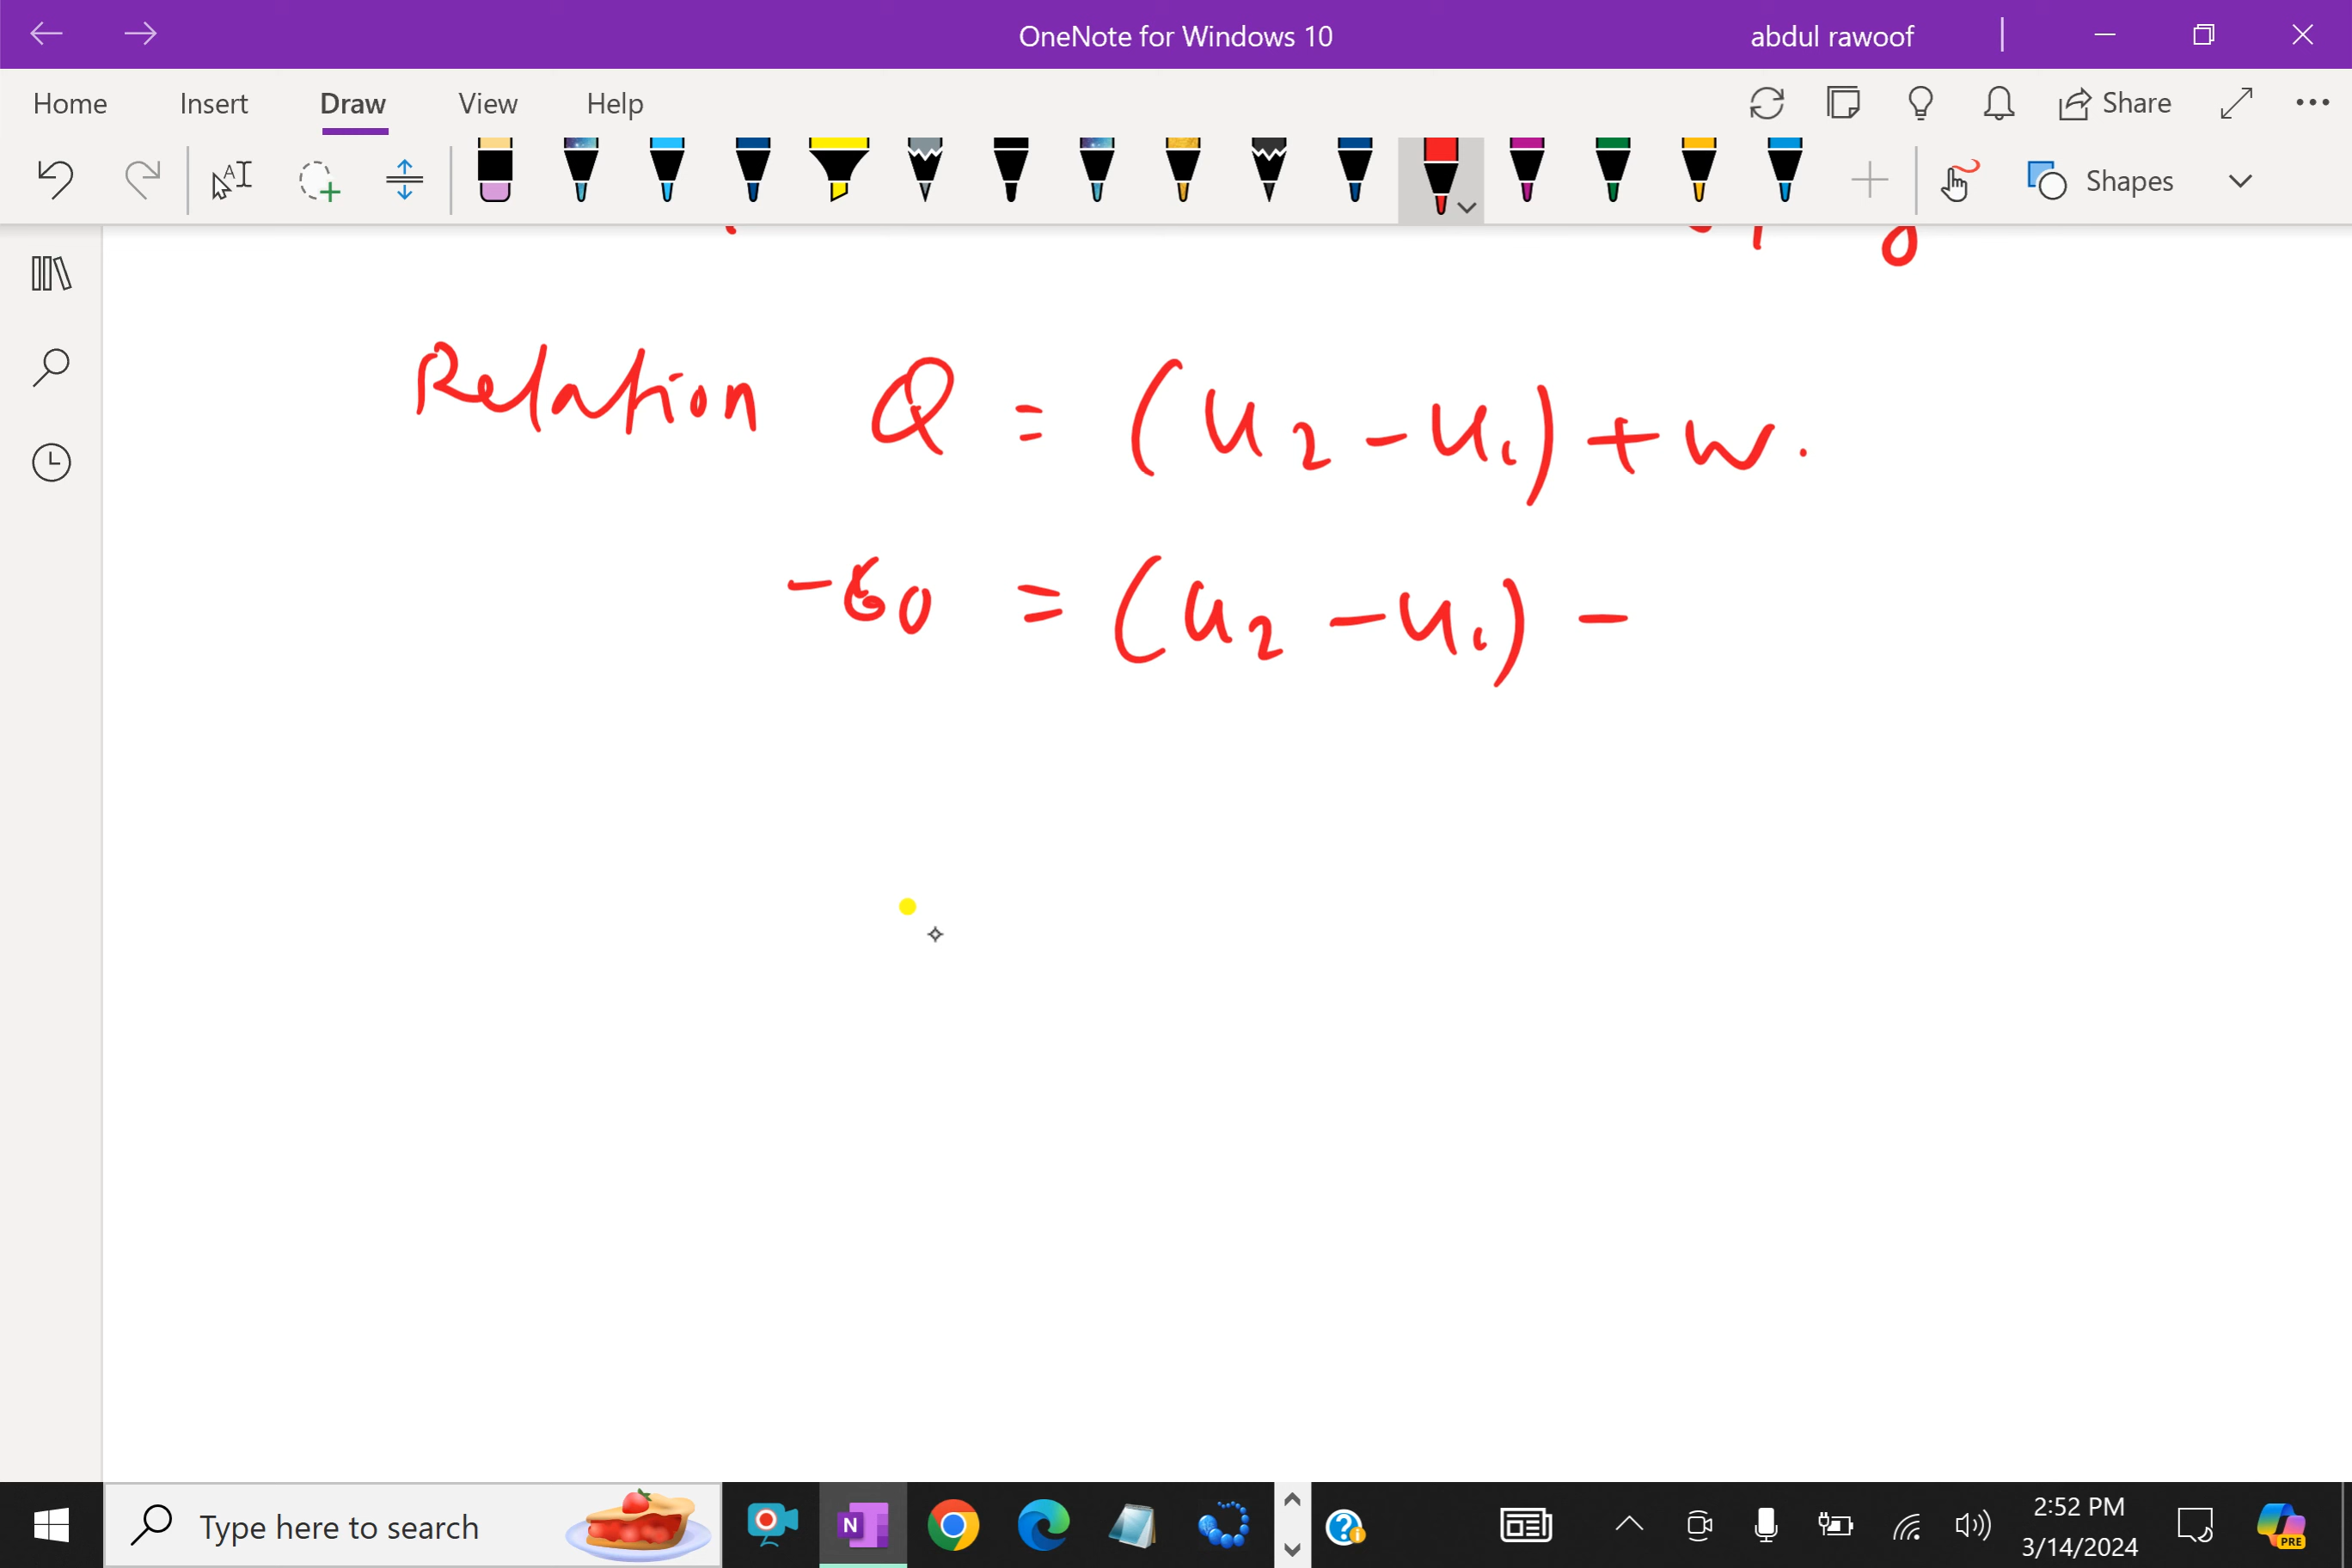 OneNote for Windows 10 abdul rawoof
Home Insert Draw View Help Share
Shapes
Relation Q = (u2 - u1) + w.
-60 = (u2 - u1) -
Type here to search
N
2:52 PM
3/14/2024
PRE